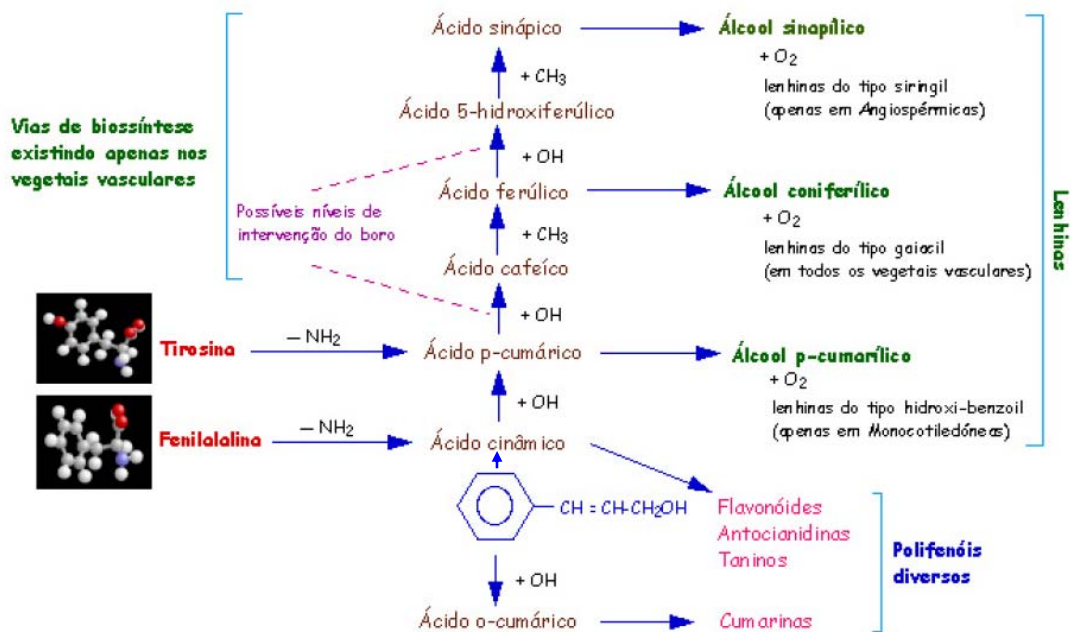 Ácido sinápico
Álcool sinapílico
+ O2
lenhinas do tipo siringil
(apenas em Angiospérmicas)
+ CH3
Ácido 5-hidroxiferúlico
Vias de biossíntese
existindo apenas nos
vegetais vasculares
+ OH
Ácido ferúlico
Álcool coniferílico
+ O2
lenhinas do tipo gaiacil
(em todos os vegetais vasculares)
Lenhinas
Possíveis níveis de
intervenção do boro
+ CH3
Ácido cafeíco
+ OH
Tirosina
– NH2
Ácido p-cumárico
Álcool p-cumarílico
+ O2
lenhinas do tipo hidroxi-benzoil
(apenas em Monocotiledóneas)
+ OH
Fenilalalina
– NH2
Ácido cinâmico
CH = CH-CH2OH
Flavonóides
Antocianidinas
Taninos
Polifenóis
diversos
+ OH
Ácido o-cumárico
Cumarinas